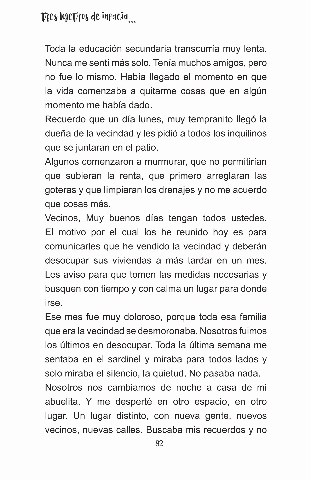 Tres hectáreas de infancia...
Toda la educación secundaria transcurría muy lenta.
Nunca me sentí más solo. Tenía muchos amigos, pero
no fue lo mismo. Había llegado el momento en que
la vida comenzaba a quitarme cosas que en algún
momento me había dado.
Recuerdo que un día lunes, muy tempranito llegó la
dueña de la vecindad y les pidió a todos los inquilinos
que se juntaran en el patio.
Algunos comenzaron a murmurar, que no permitirían
que subieran la renta, que primero arreglaran las
goteras y que limpiaran los drenajes y no me acuerdo
que cosas más.
Vecinos, Muy buenos días tengan todos ustedes.
El motivo por el cual los he reunido hoy es para
comunicarles que he vendido la vecindad y deberán
desocupar sus viviendas a más tardar en un mes.
Les aviso para que tomen las medidas necesarias y
busquen con tiempo y con calma un lugar para donde
irse.
Ese mes fue muy doloroso, porque toda esa familia
que era la vecindad se desmoronaba. Nosotros fuimos
los últimos en desocupar. Toda la última semana me
sentaba en el sardinel y miraba para todos lados y
solo miraba el silencio, la quietud. No pasaba nada.
Nosotros nos cambiamos de noche a casa de mi
abuelita. Y me desperté en otro espacio, en otro
lugar. Un lugar distinto, con nueva gente, nuevos
vecinos, nuevas calles. Buscaba mis recuerdos y no
92